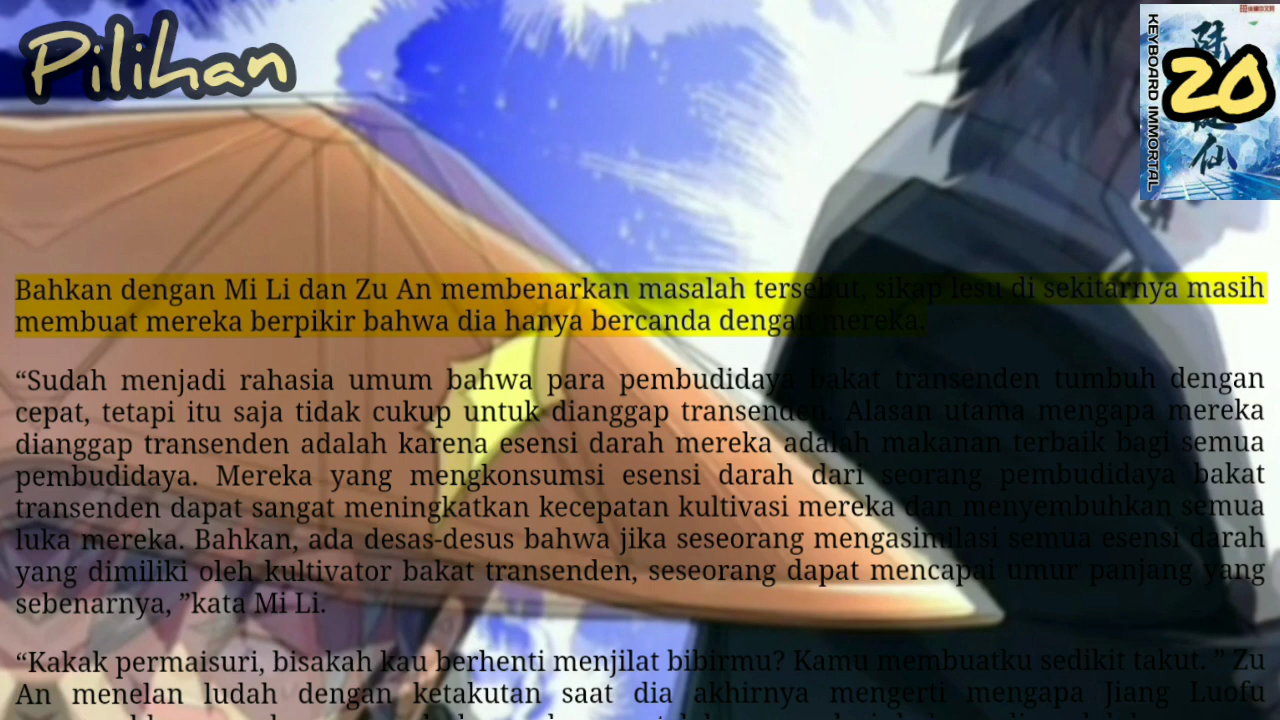 Pilihan
KEYBOARD IMMORTAL
20
仙
Bahkan dengan Mi Li dan Zu An membenarkan masalah tersebut, sikap lesu di sekitarnya masih
membuat mereka berpikir bahwa dia hanya bercanda dengan mereka.
“Sudah menjadi rahasia umum bahwa para pembudidaya bakat transenden tumbuh dengan
cepat, tetapi itu saja tidak cukup untuk dianggap transenden. Alasan utama mengapa mereka
dianggap transenden adalah karena esensi darah mereka adalah makanan terbaik bagi semua
pembudidaya. Mereka yang mengkonsumsi esensi darah dari seorang pembudidaya bakat
transenden dapat sangat meningkatkan kecepatan kultivasi mereka dan menyembuhkan semua
luka mereka. Bahkan, ada desas-desus bahwa jika seseorang mengasimilasi semua esensi darah
yang dimiliki oleh kultivator bakat transenden, seseorang dapat mencapai umur panjang yang
sebenarnya, ”kata Mi Li.
“Kakak permaisuri, bisakah kau berhenti menjilat bibirmu? Kamu membuatku sedikit takut. ” Zu
An menelan ludah dengan ketakutan saat dia akhirnya mengerti mengapa Jiang Luofu